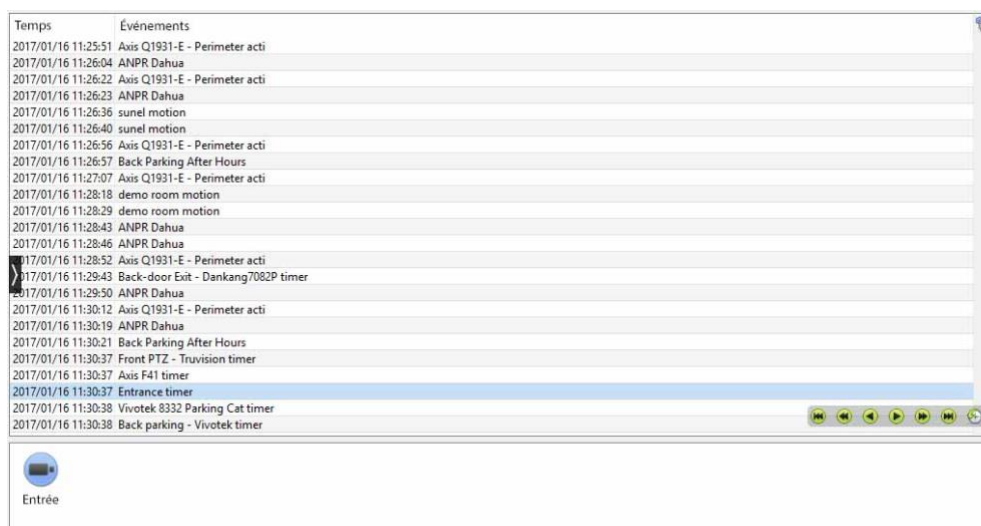 Temps Événements
2017/01/16 11:25:51 Axis Q1931-E - Perimeter acti
2017/01/16 11:26:04 ANPR Dahua
2017/01/16 11:26:22 Axis Q1931-E - Perimeter acti
2017/01/16 11:26:23 ANPR Dahua
2017/01/16 11:26:36 sunel motion
2017/01/16 11:26:40 sunel motion
2017/01/16 11:26:56 Axis Q1931-E - Perimeter acti
2017/01/16 11:26:57 Back Parking After Hours
2017/01/16 11:27:07 Axis Q1931-E - Perimeter acti
2017/01/16 11:28:18 demo room motion
2017/01/16 11:28:29 demo room motion
2017/01/16 11:28:43 ANPR Dahua
2017/01/16 11:28:46 ANPR Dahua
2017/01/16 11:28:52 Axis Q1931-E - Perimeter acti
2017/01/16 11:29:43 Back-door Exit - Dankang7082P timer
2017/01/16 11:29:50 ANPR Dahua
2017/01/16 11:30:12 Axis Q1931-E - Perimeter acti
2017/01/16 11:30:19 ANPR Dahua
2017/01/16 11:30:21 Back Parking After Hours
2017/01/16 11:30:37 Front PTZ - Truvision timer
2017/01/16 11:30:37 Axis F41 timer
2017/01/16 11:30:37 Entrance timer
2017/01/16 11:30:38 Vivotek 8332 Parking Cat timer
2017/01/16 11:30:38 Back parking - Vivotek timer
Entrée